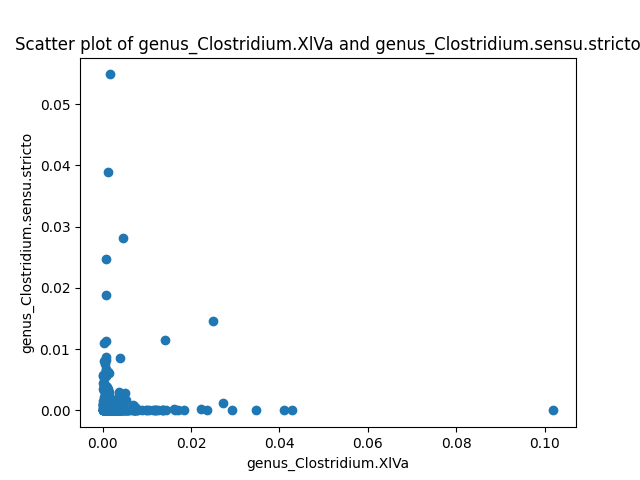 Scatter plot of genus_Clostridium.XlVa and genus_Clostridium.sensu.stricto
0.05
0.04
0.03
0.02
0.01
0.00
genus_Clostridium.sensu.stricto
0.00 0.02 0.04 0.06 0.08 0.10
genus_Clostridium.XlVa